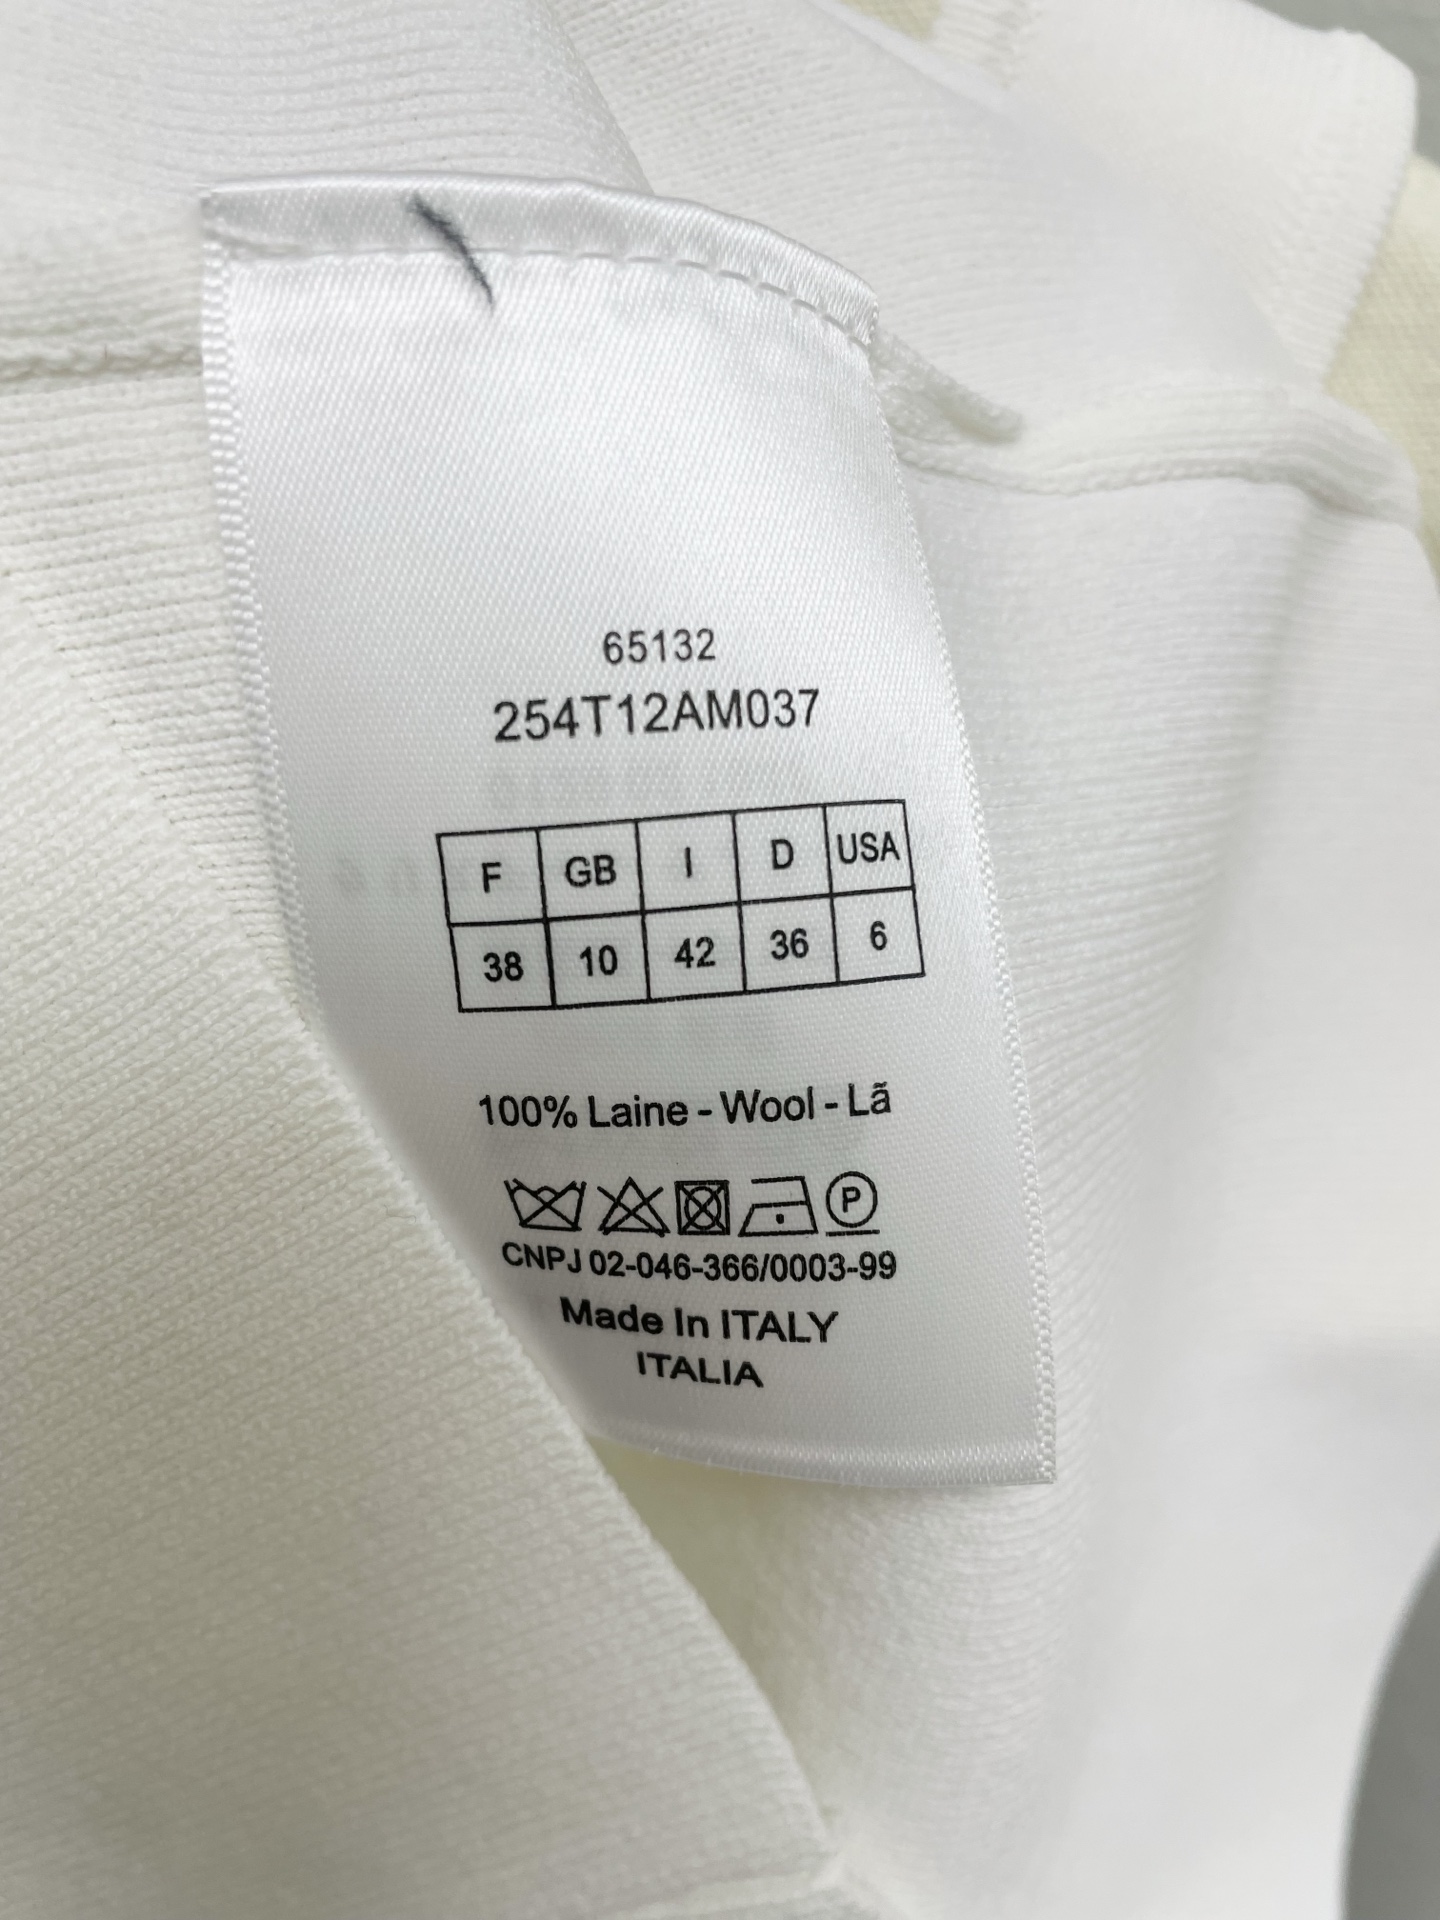 65132
254T12AM037
F GB I D USA
38 10 42 36 6
100% Laine - Wool - Lã
P
CNPJ 02-046-366/0003-99
Made In ITALY
ITALIA